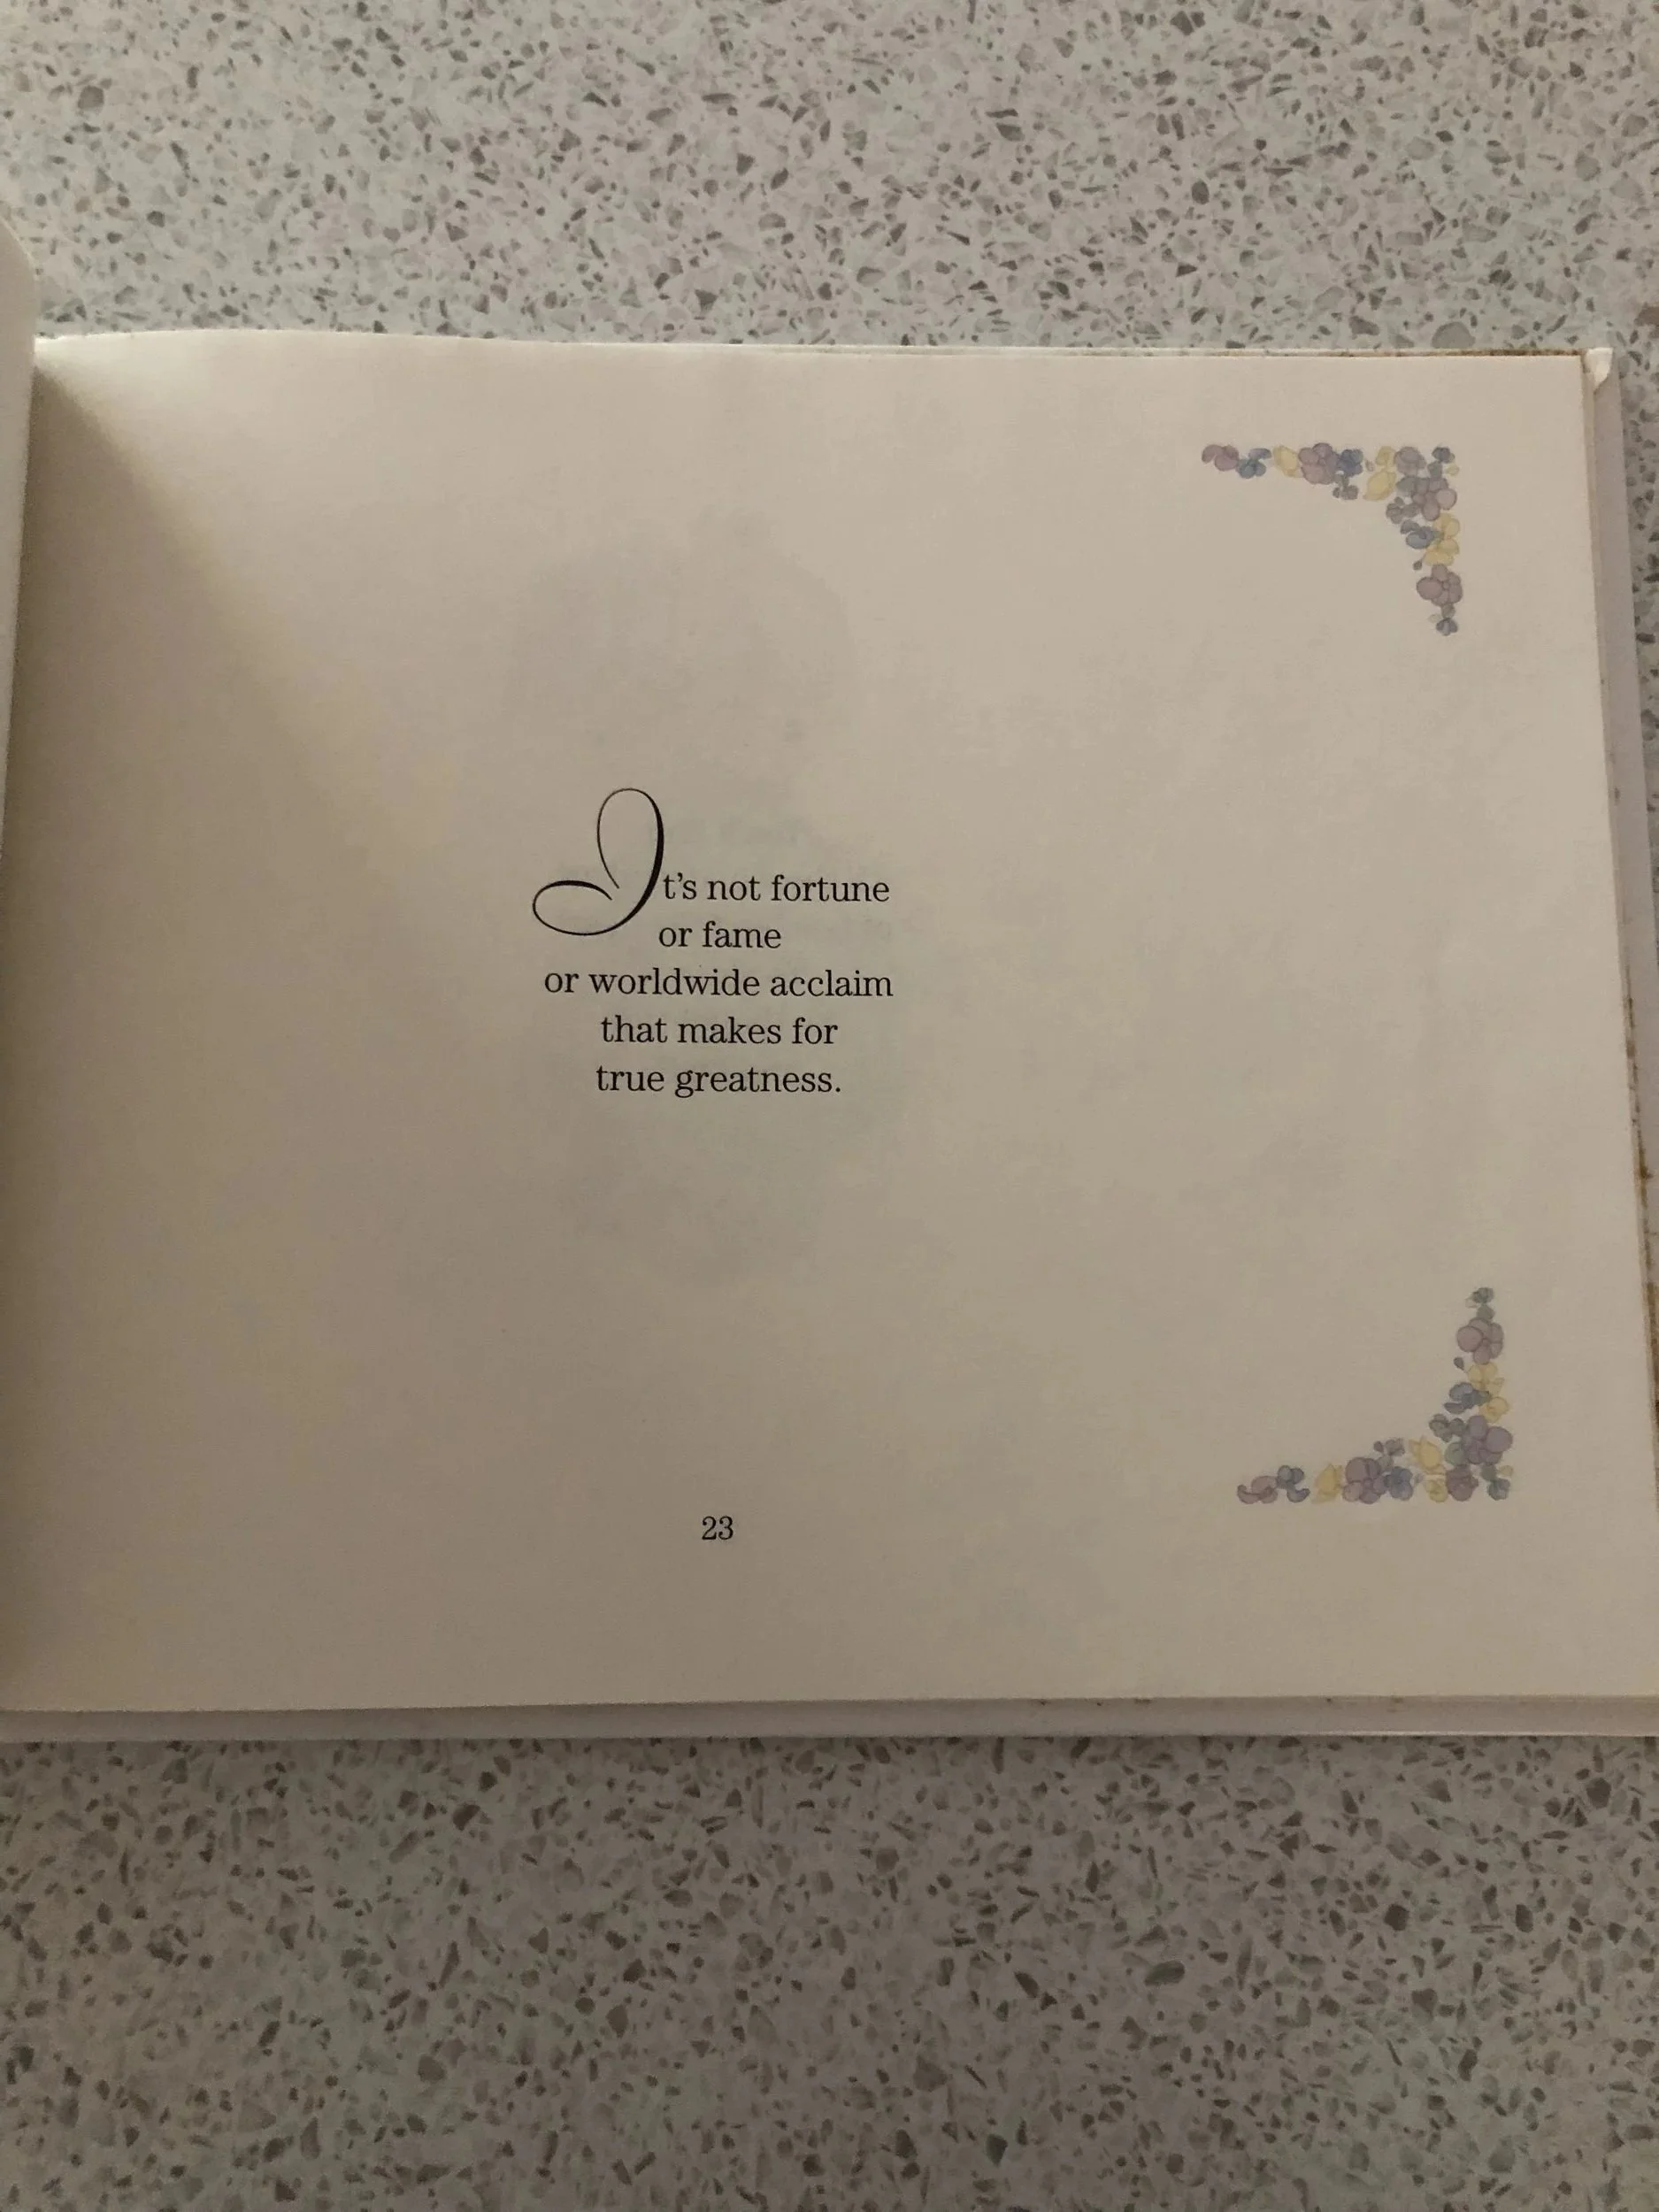 It's not fortune
or fame
or worldwide acclaim
that makes for
true greatness.
23